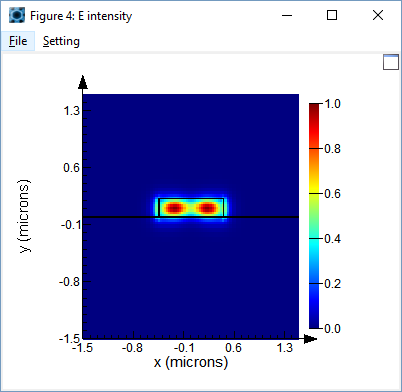 Figure 4: E intensity
File Setting
1.3
0.6
-0.1
-0.8
-1.5
y (microns)
-1.5 -0.8 -0.1 0.6 1.3
x (microns)
1.0
0.8
0.6
0.4
0.2
0.0